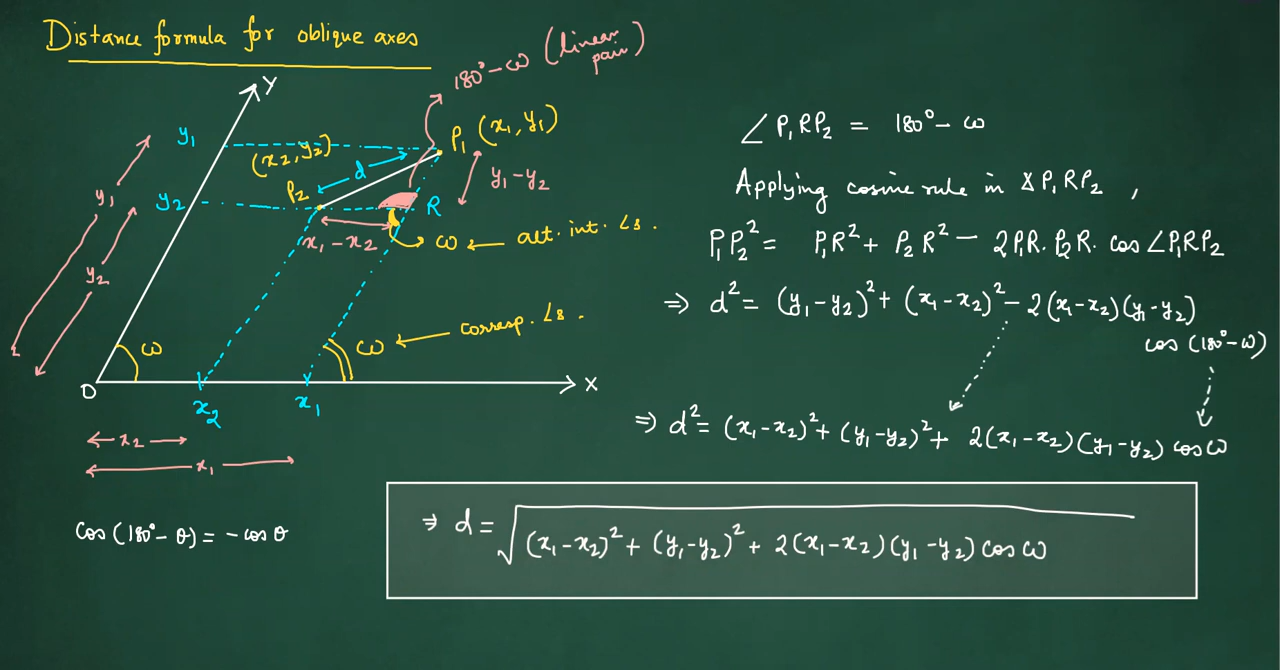 Distance formula for oblique axes
180° − ω (linear pair)
Y
y₁
(x₂, y₂)
P₁ (x₁, y₁)
d
P₂
y₁ − y₂
y₁
y₂
R
x₁ − x₂
ω ← alt. int. ∠s.
y₂
ω
ω ← corresp. ∠s.
O
X
x₂
x₁
x₂
x₁
cos(180° − θ) = − cos θ
∠P₁RP₂ = 180° − ω
Applying cosine rule in △P₁RP₂ ,
P₁P₂² = P₁R² + P₂R² − 2P₁R. P₂R. cos ∠P₁RP₂
⇒ d² = (y₁ − y₂)² + (x₁ − x₂)² − 2(x₁ − x₂)(y₁ − y₂)
cos (180° − ω)
⇒ d² = (x₁ − x₂)² + (y₁ − y₂)² + 2(x₁ − x₂)(y₁ − y₂) cos ω
⇒ d = √((x₁ − x₂)² + (y₁ − y₂)² + 2(x₁ − x₂)(y₁ − y₂) cos ω)